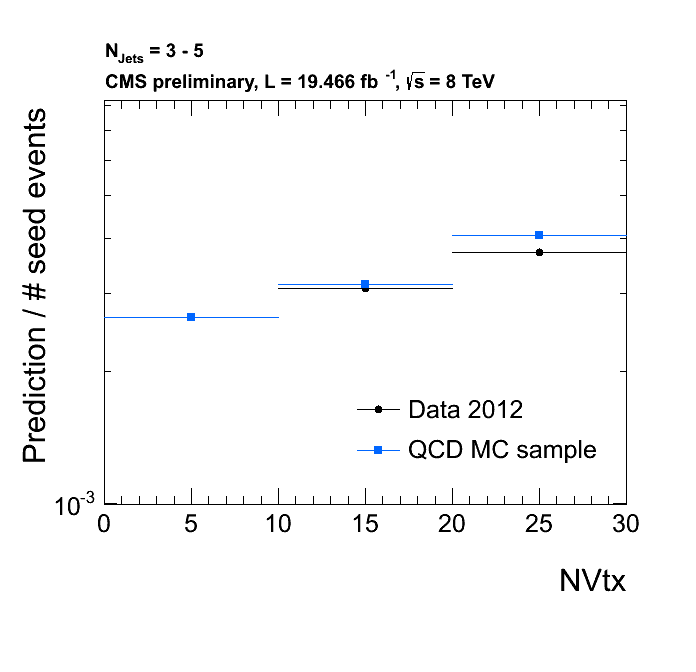 N_Jets = 3 - 5
CMS preliminary, L = 19.466 fb ^-1, √s = 8 TeV
Prediction / # seed events
Data 2012
QCD MC sample
10^-3
0 5 10 15 20 25 30
NVtx